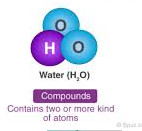 O
H
O
Water (H₂O)
Compounds
Contains two or more kind
of atoms